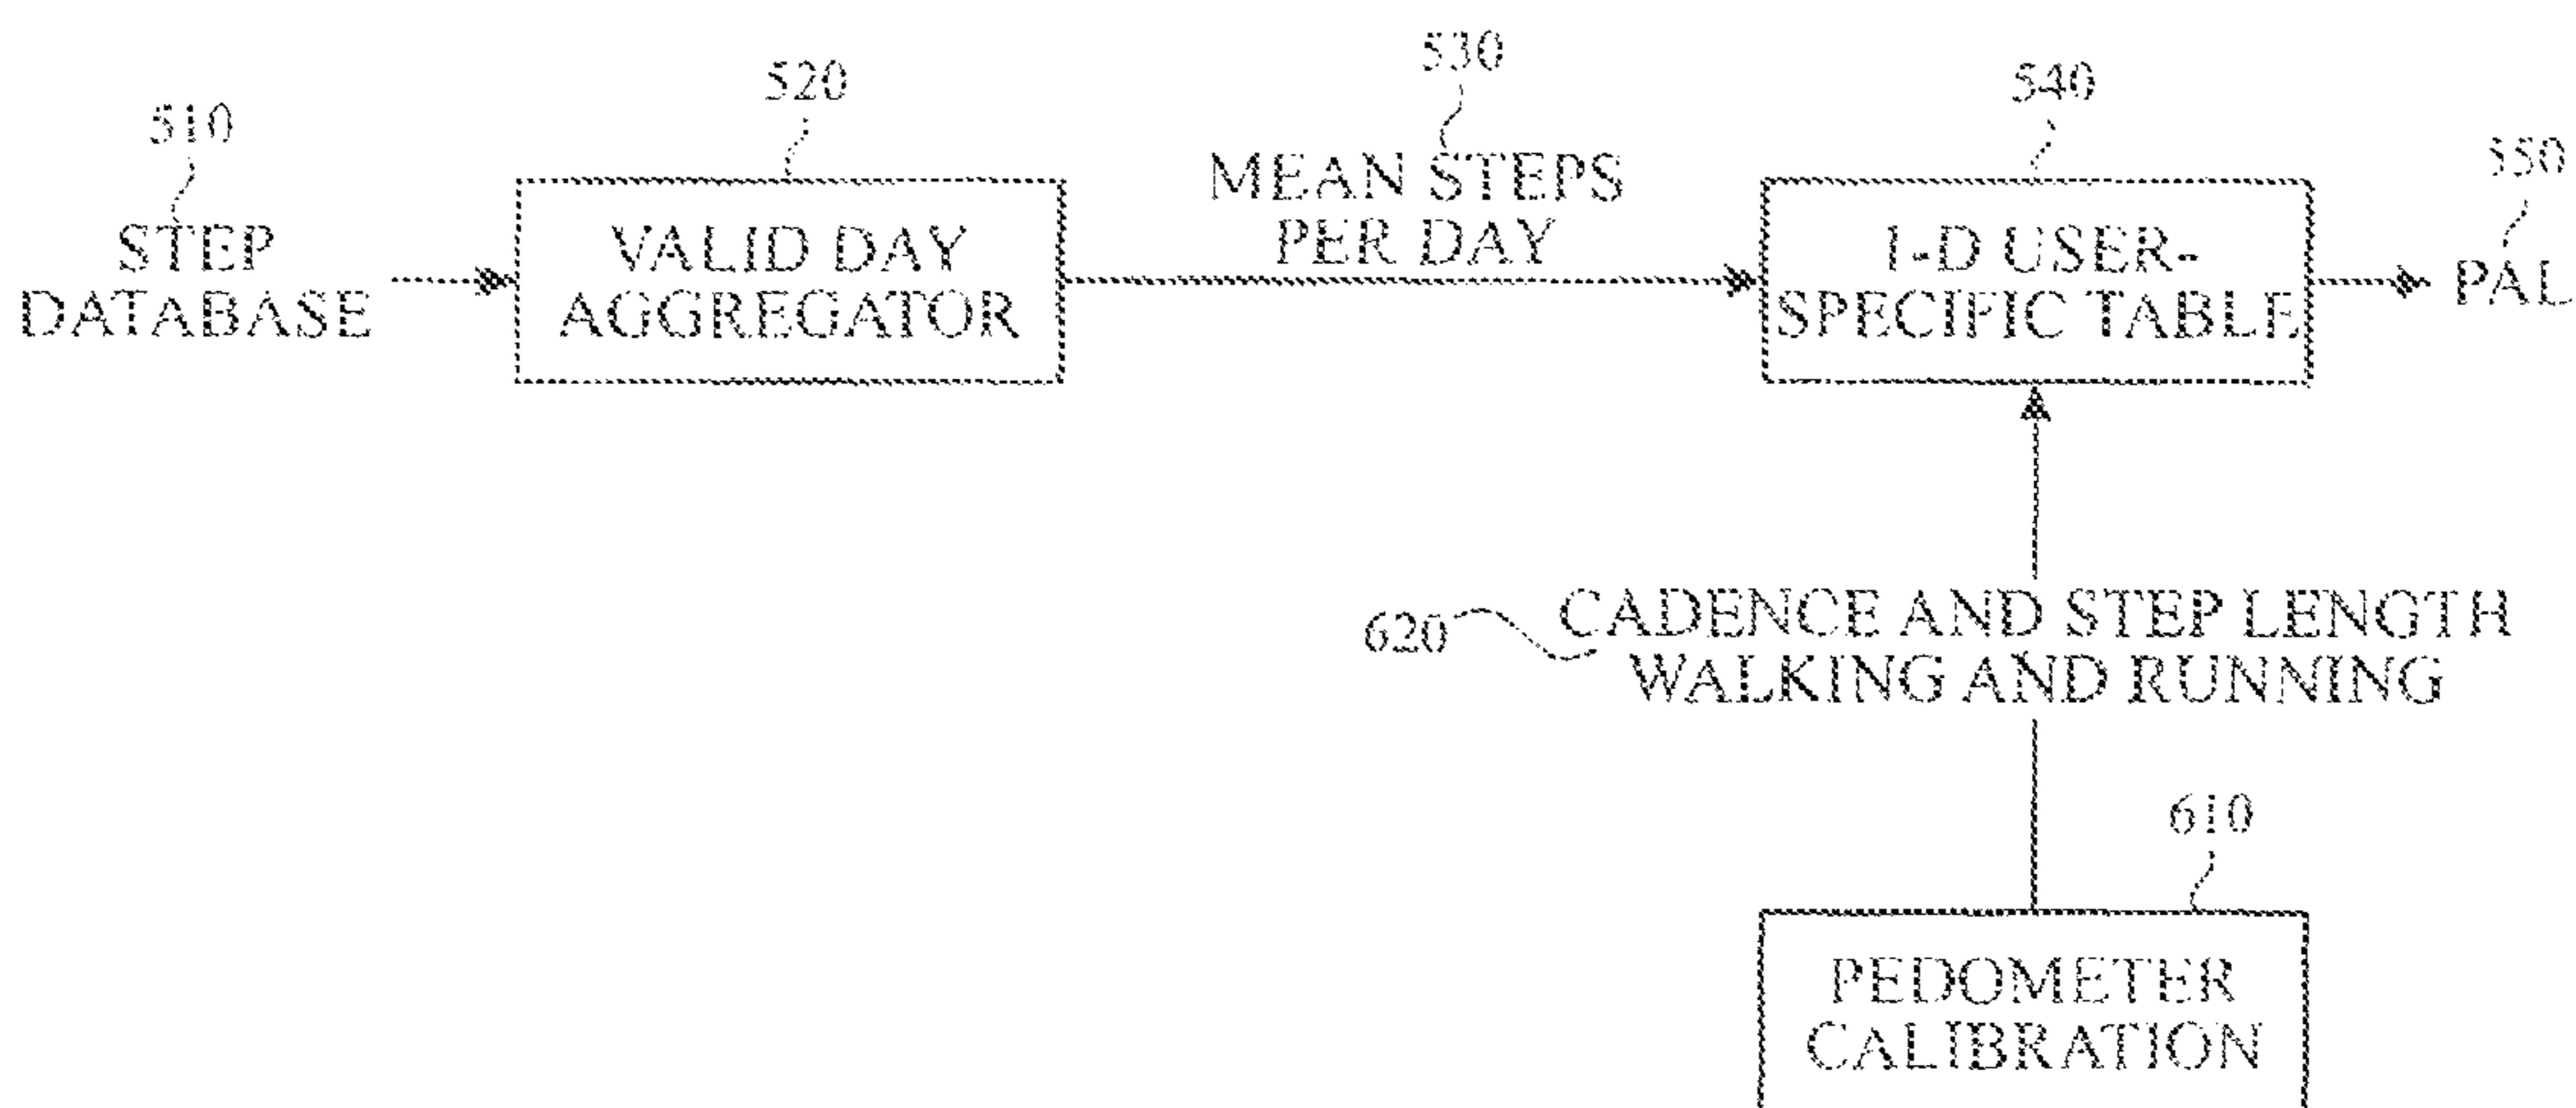 510
STEP
DATABASE
520
VALID DAY
AGGREGATOR
530
MEAN STEPS
PER DAY
540
1-D USER-
SPECIFIC TABLE
550
PAL
620
CADENCE AND STEP LENGTH
WALKING AND RUNNING
610
PEDOMETER
CALIBRATION